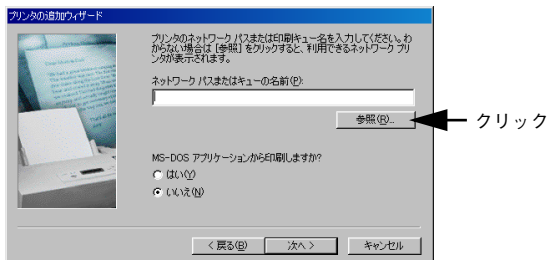 プリンタの追加ウィザード
プリンタのネットワーク パスまたは印刷キュー名を入力してください。わ
からない場合は [参照] をクリックすると、利用できるネットワーク プリ
ンタが表示されます。
ネットワーク パスまたはキューの名前(P):
参照(R)...
クリック
MS-DOS アプリケーションから印刷しますか?
はい(Y)
いいえ(N)
< 戻る(B)
次へ >
キャンセル